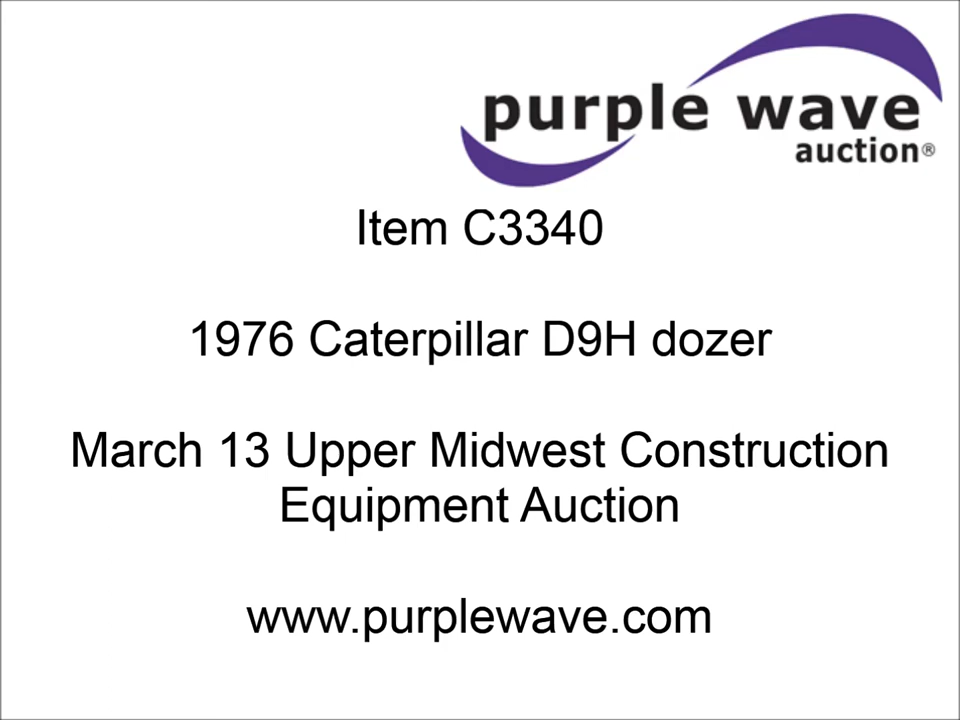 purple wave
auction®
Item C3340
1976 Caterpillar D9H dozer
March 13 Upper Midwest Construction
Equipment Auction
www.purplewave.com